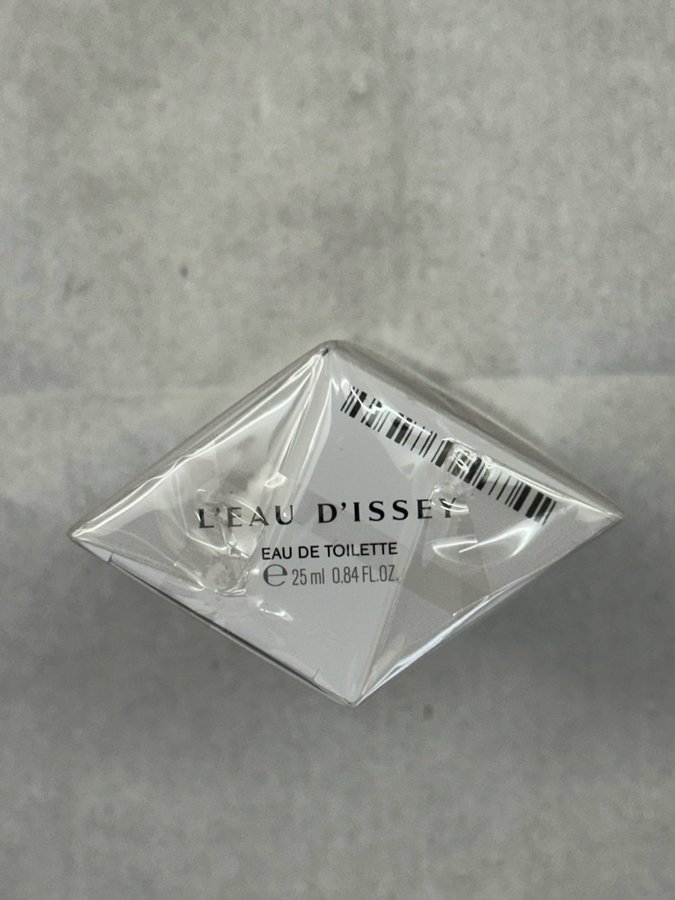 L'EAU D'ISSEY
EAU DE TOILETTE
℮ 25 ml 0.84 FL.OZ.